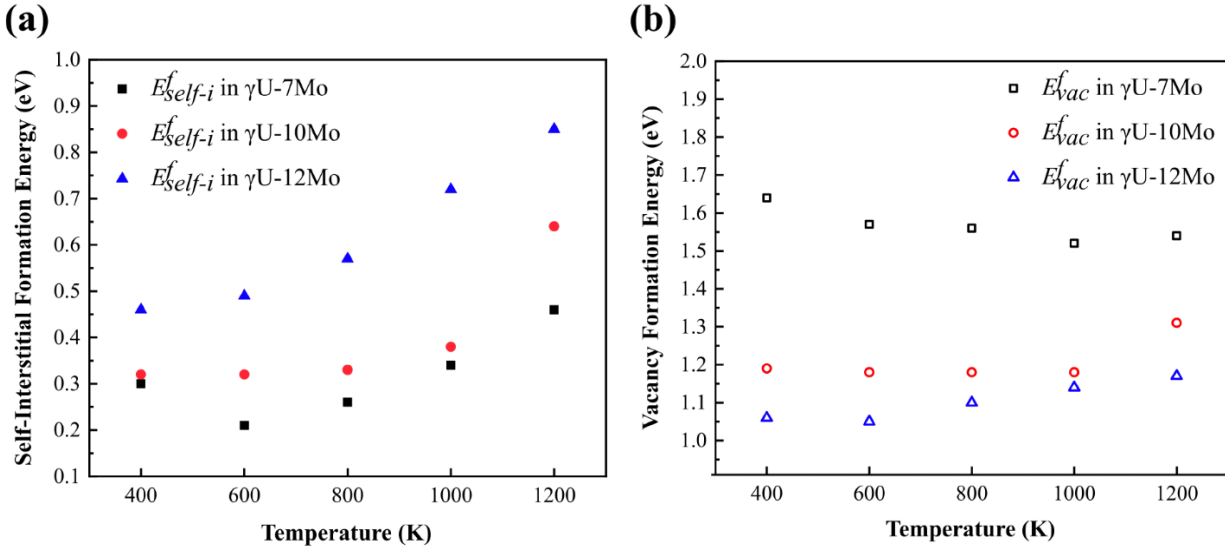 (a)
Self-Interstitial Formation Energy (eV)
1.0
0.9
0.8
0.7
0.6
0.5
0.4
0.3
0.2
0.1
E^f_self-i in γU-7Mo
E^f_self-i in γU-10Mo
E^f_self-i in γU-12Mo
400 600 800 1000 1200
Temperature (K)
(b)
Vacancy Formation Energy (eV)
2.0
1.9
1.8
1.7
1.6
1.5
1.4
1.3
1.2
1.1
1.0
E^f_vac in γU-7Mo
E^f_vac in γU-10Mo
E^f_vac in γU-12Mo
400 600 800 1000 1200
Temperature (K)